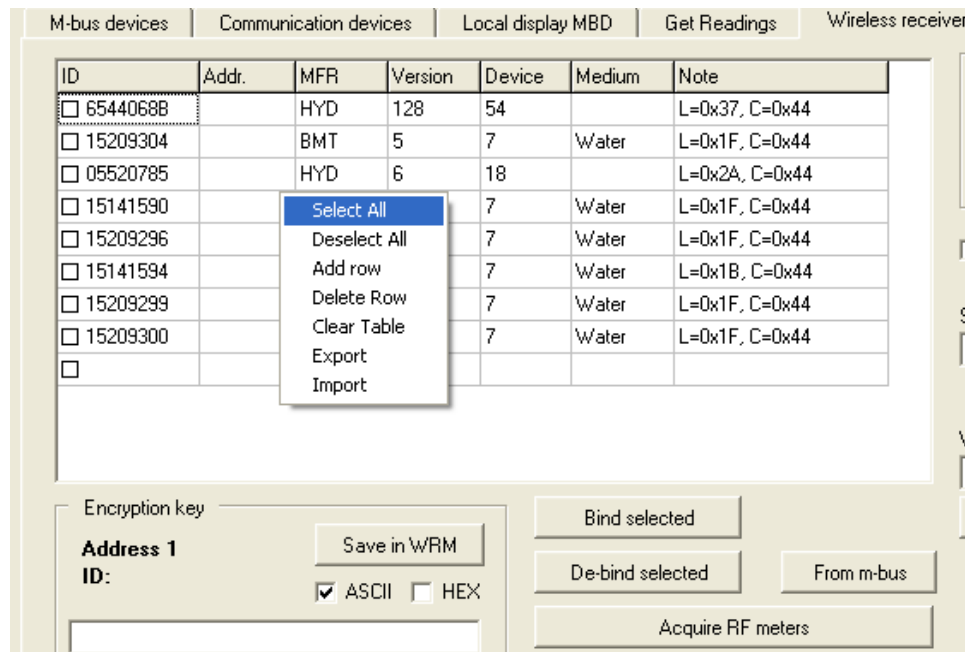 M-bus devices Communication devices Local display MBD Get Readings Wireless receiver
ID Addr. MFR Version Device Medium Note
6544068B HYD 128 54 L=0x37, C=0x44
15209304 BMT 5 7 Water L=0x1F, C=0x44
05520785 HYD 6 18 L=0x2A, C=0x44
15141590 Select All 7 Water L=0x1F, C=0x44
15209296 Deselect All 7 Water L=0x1F, C=0x44
15141594 Add row 7 Water L=0x1B, C=0x44
15209299 Delete Row 7 Water L=0x1F, C=0x44
15209300 Clear Table 7 Water L=0x1F, C=0x44
Export
Import
Encryption key
Address 1 Save in WRM
ID:
ASCII HEX
Bind selected
De-bind selected From m-bus
Acquire RF meters